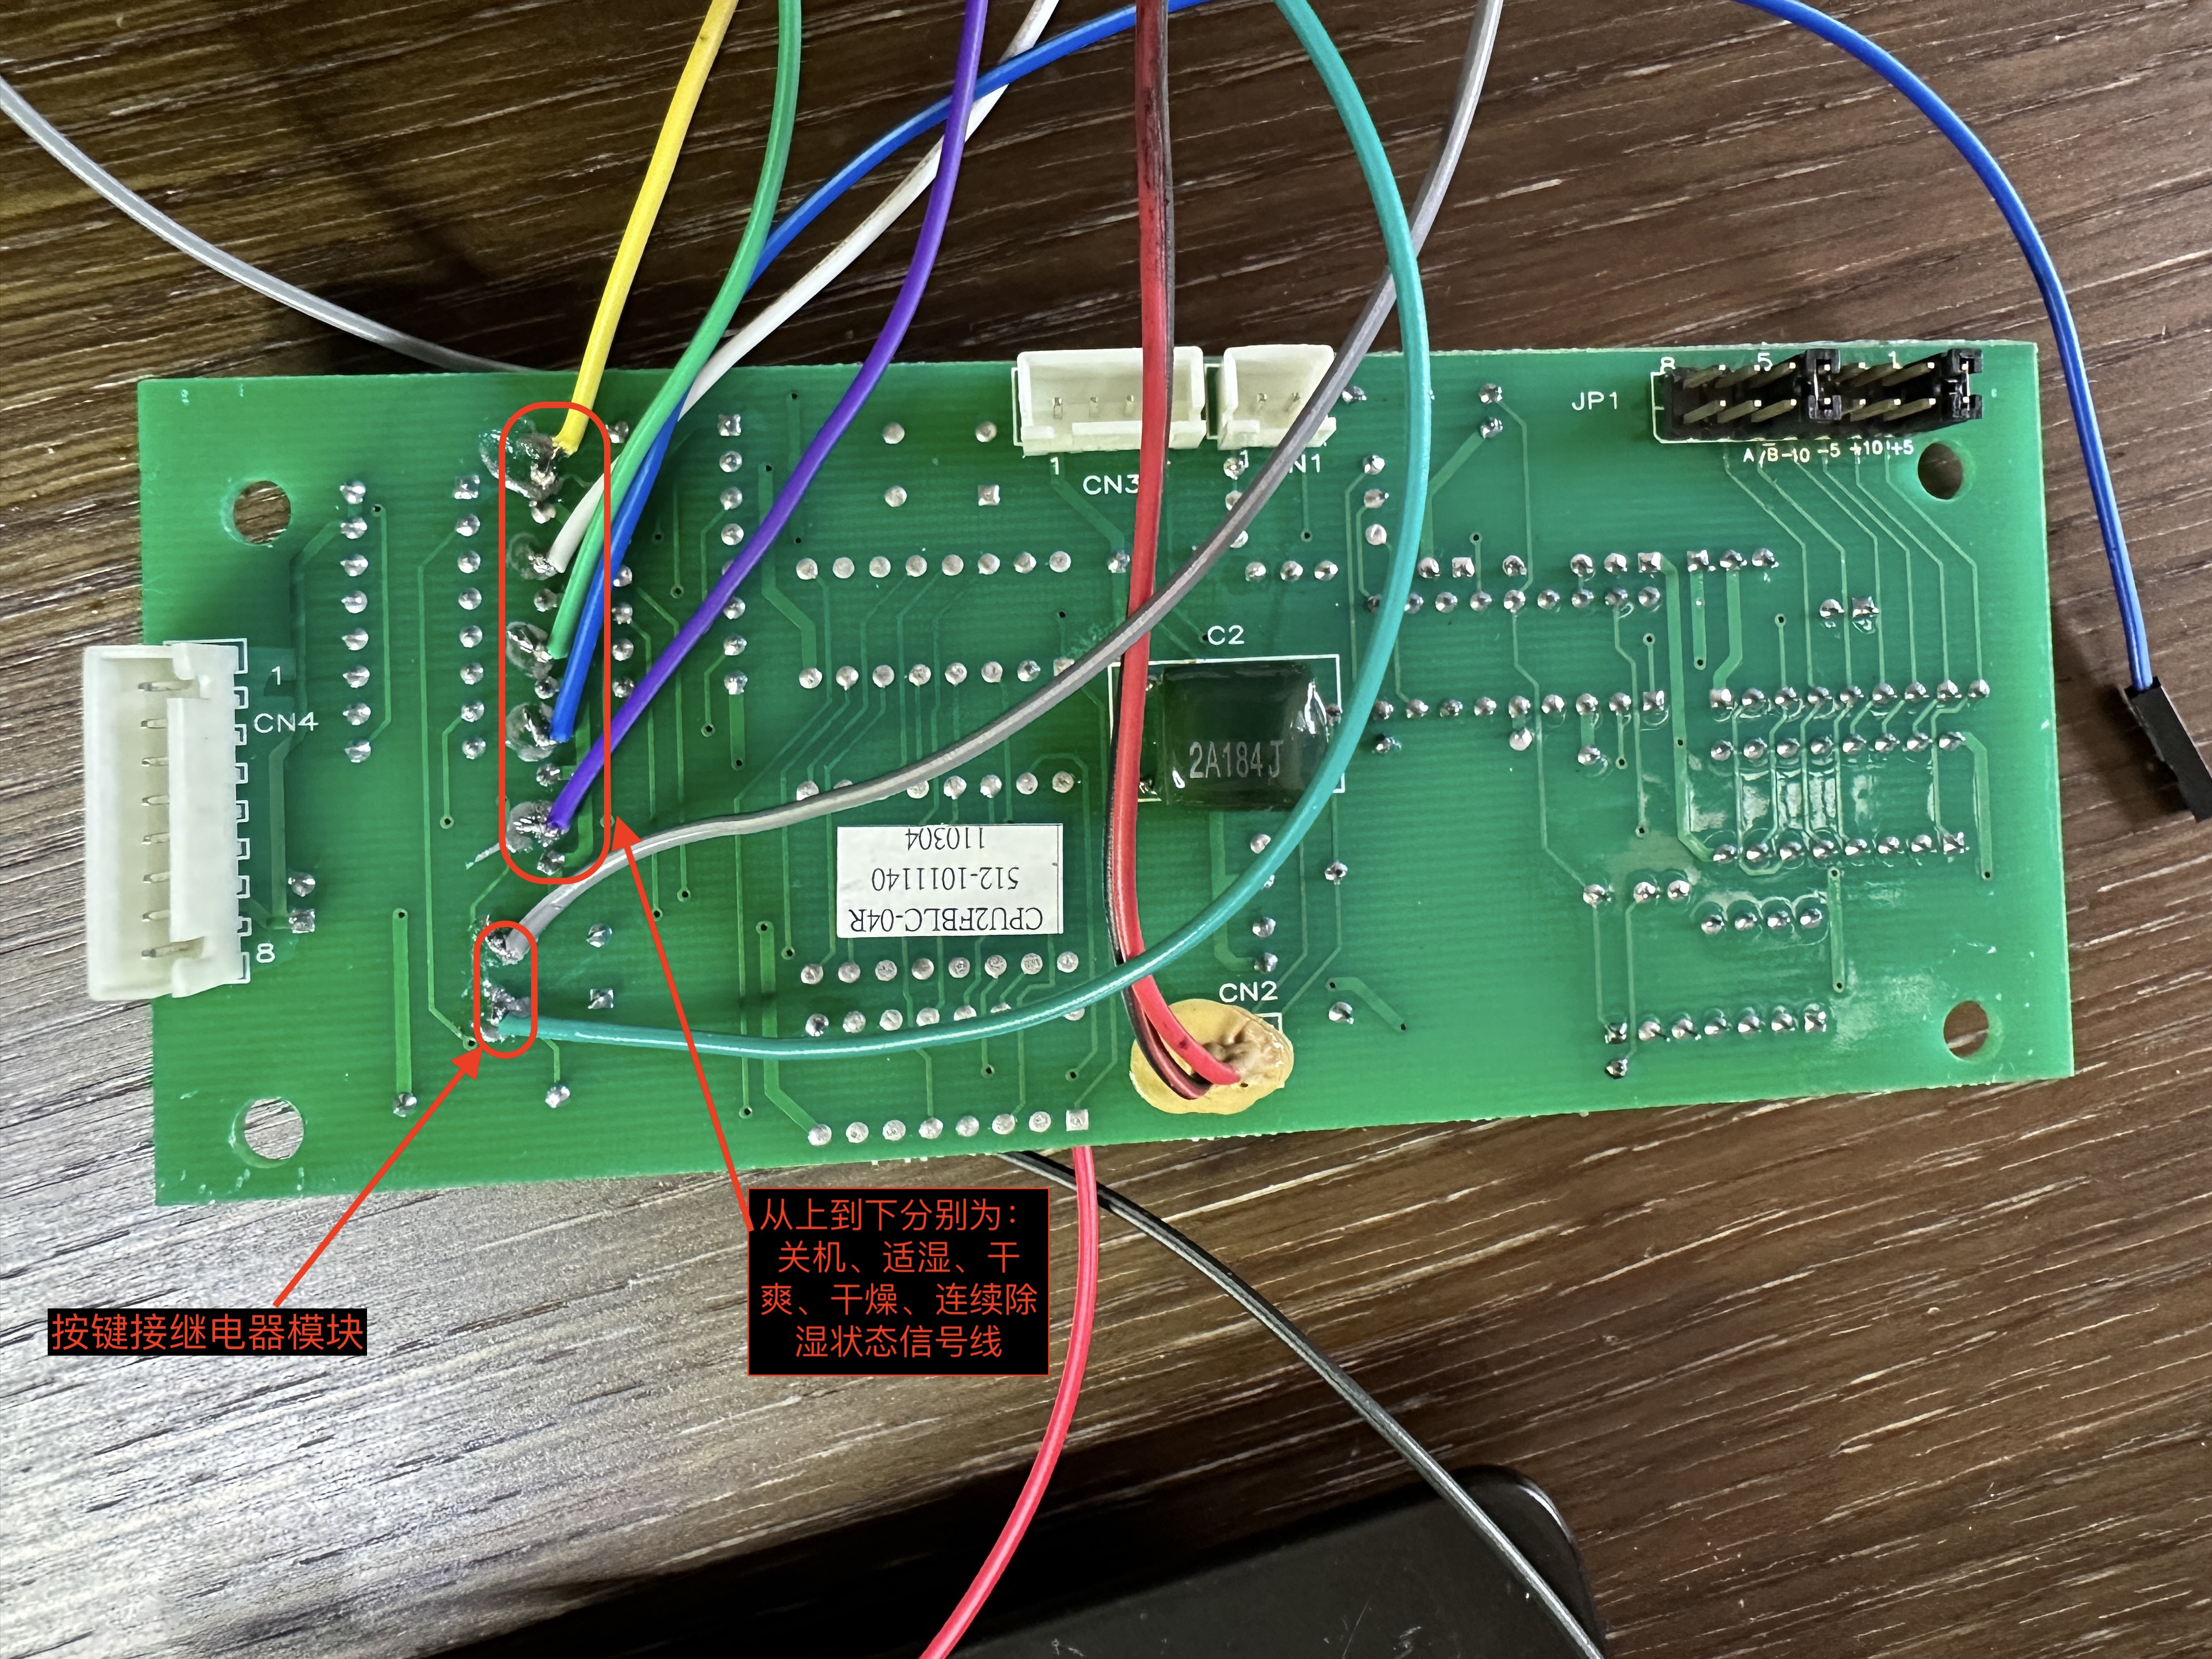 8 5 1
JP1
A/B-10 -5 +10 +5
1
CN3
1
N1
C2
1
CN4
2A184J
CPU2FBLC-04R
512-1011140
110304
8
CN2
从上到下分别为：
关机、适湿、干
爽、干燥、连续除
湿状态信号线
按键接继电器模块